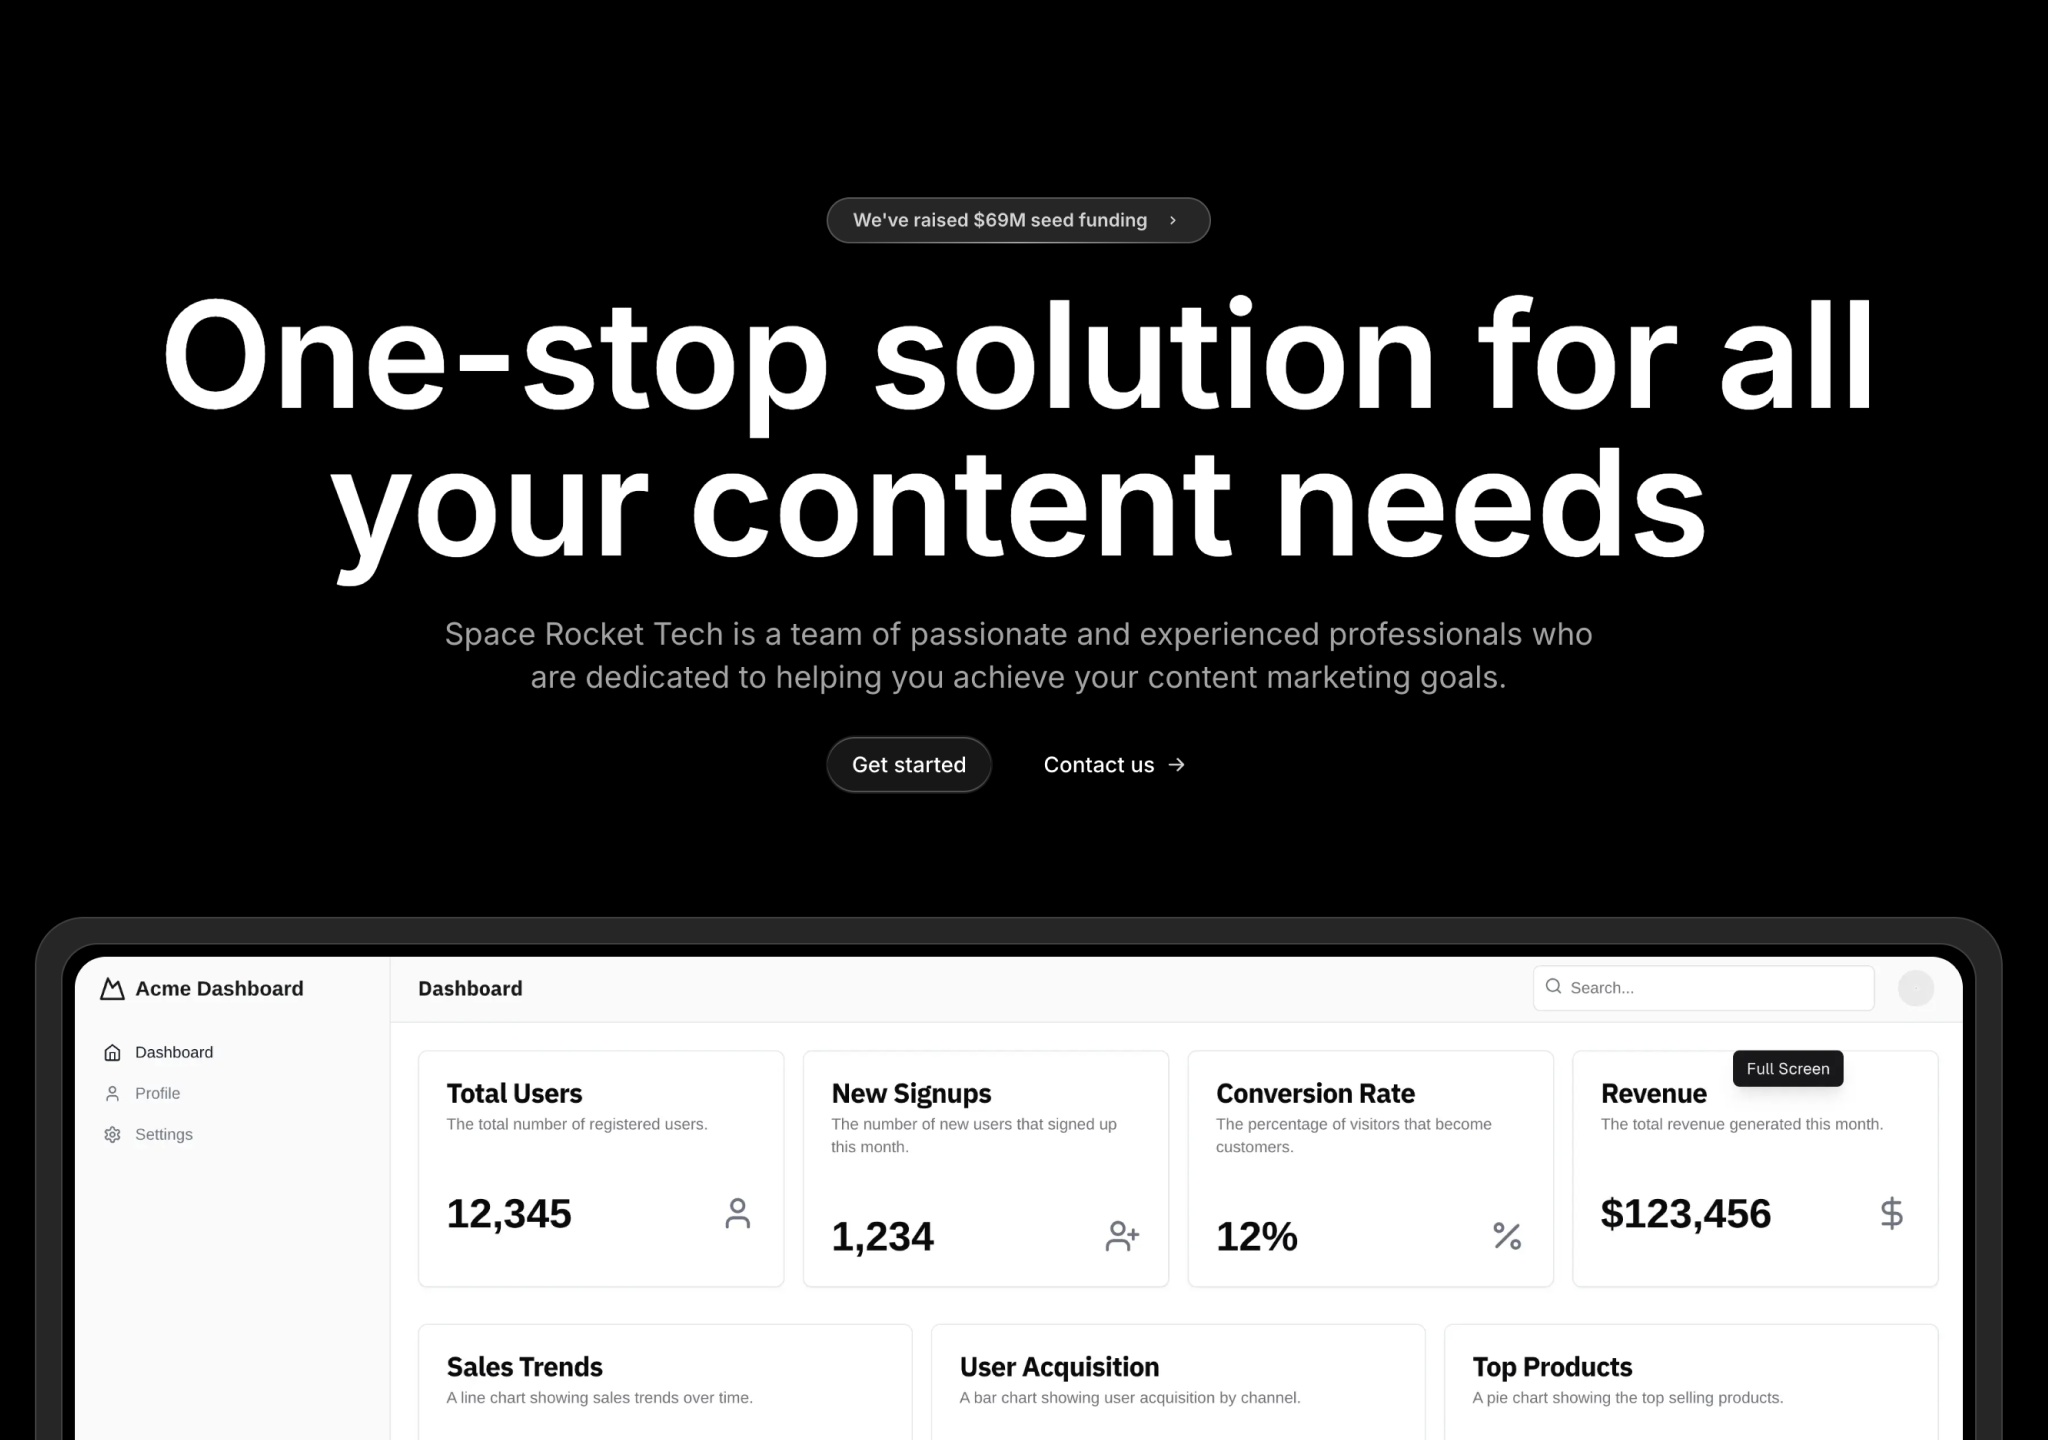 We've raised $69M seed funding
One-stop solution for all
your content needs
Space Rocket Tech is a team of passionate and experienced professionals who
are dedicated to helping you achieve your content marketing goals.
Get started
Contact us →
Acme Dashboard
Dashboard
Search...
Dashboard
Profile
Settings
Full Screen
Total Users
The total number of registered users.
12,345
New Signups
The number of new users that signed up
this month.
1,234
Conversion Rate
The percentage of visitors that become
customers.
12%
Revenue
The total revenue generated this month.
$123,456
Sales Trends
A line chart showing sales trends over time.
User Acquisition
A bar chart showing user acquisition by channel.
Top Products
A pie chart showing the top selling products.